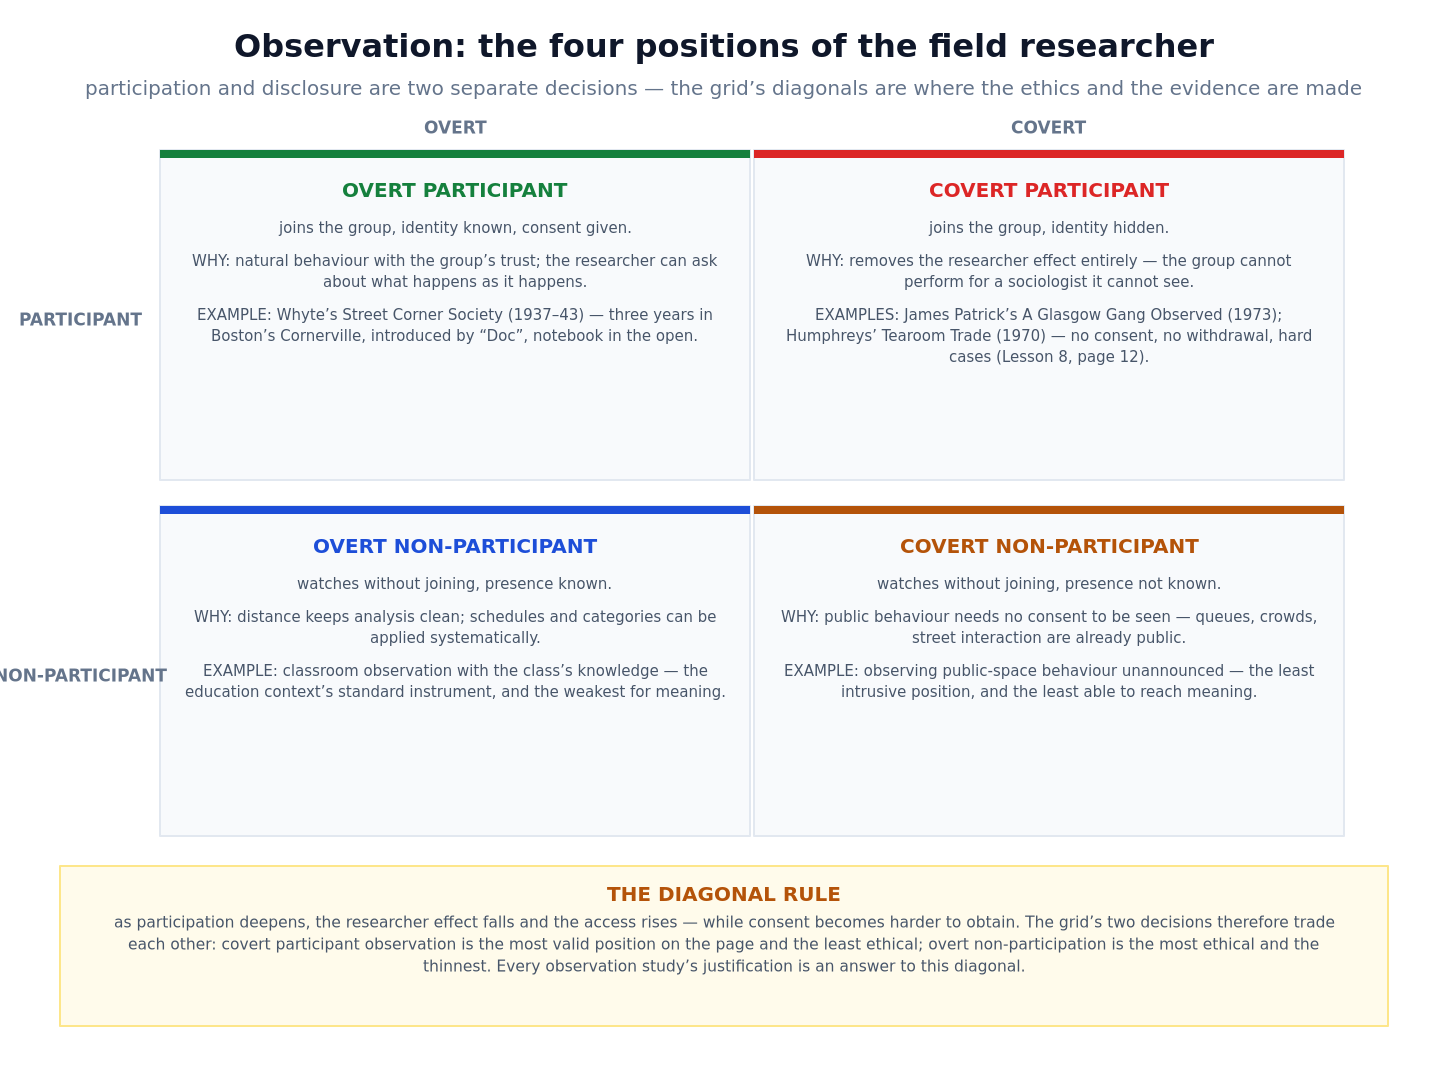 Observation: the four positions of the field researcher
participation and disclosure are two separate decisions — the grid’s diagonals are where the ethics and the evidence are made
OVERT
COVERT
PARTICIPANT
OVERT PARTICIPANT
joins the group, identity known, consent given.
WHY: natural behaviour with the group’s trust; the researcher can ask
about what happens as it happens.
EXAMPLE: Whyte’s Street Corner Society (1937–43) — three years in
Boston’s Cornerville, introduced by “Doc”, notebook in the open.
COVERT PARTICIPANT
joins the group, identity hidden.
WHY: removes the researcher effect entirely — the group cannot
perform for a sociologist it cannot see.
EXAMPLES: James Patrick’s A Glasgow Gang Observed (1973);
Humphreys’ Tearoom Trade (1970) — no consent, no withdrawal, hard
cases (Lesson 8, page 12).
NON-PARTICIPANT
OVERT NON-PARTICIPANT
watches without joining, presence known.
WHY: distance keeps analysis clean; schedules and categories can be
applied systematically.
EXAMPLE: classroom observation with the class’s knowledge — the
education context’s standard instrument, and the weakest for meaning.
COVERT NON-PARTICIPANT
watches without joining, presence not known.
WHY: public behaviour needs no consent to be seen — queues, crowds,
street interaction are already public.
EXAMPLE: observing public-space behaviour unannounced — the least
intrusive position, and the least able to reach meaning.
THE DIAGONAL RULE
as participation deepens, the researcher effect falls and the access rises — while consent becomes harder to obtain. The grid’s two decisions therefore trade
each other: covert participant observation is the most valid position on the page and the least ethical; overt non-participation is the most ethical and the
thinnest. Every observation study’s justification is an answer to this diagonal.